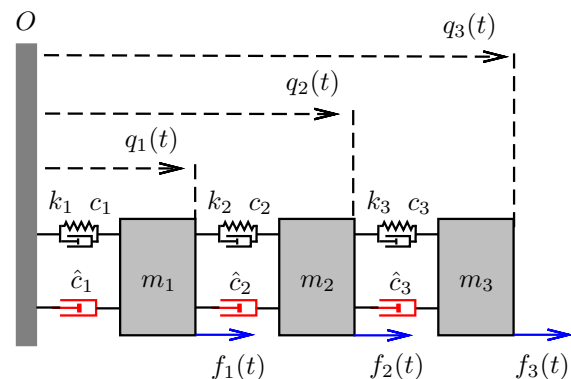 O
q₃(t)
q₂(t)
q₁(t)
k₁ c₁ k₂ c₂ k₃ c₃
ĉ₁ m₁ ĉ₂ m₂ ĉ₃ m₃
f₁(t) f₂(t) f₃(t)